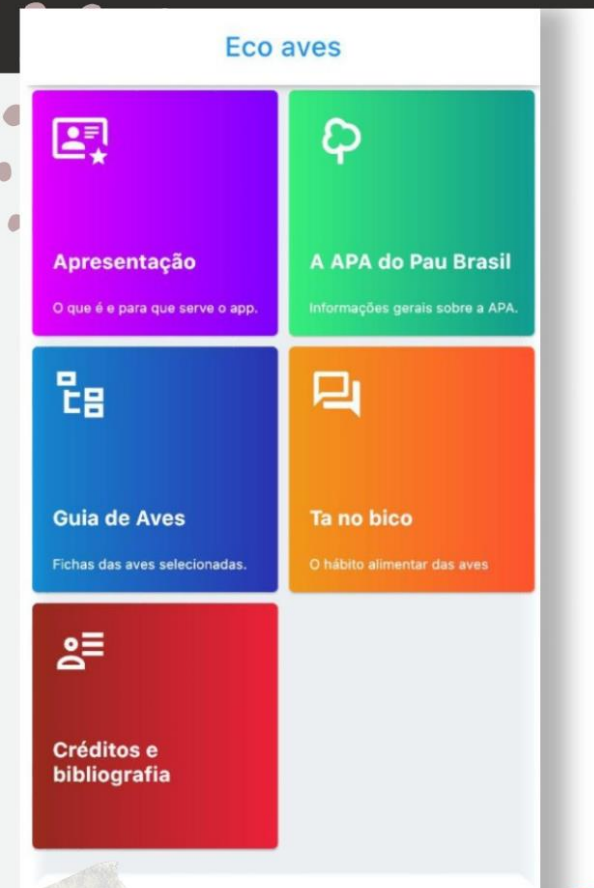 Eco aves
Apresentação
O que é e para que serve o app.
A APA do Pau Brasil
Informações gerais sobre a APA.
Guia de Aves
Fichas das aves selecionadas.
Ta no bico
O hábito alimentar das aves
Créditos e
bibliografia